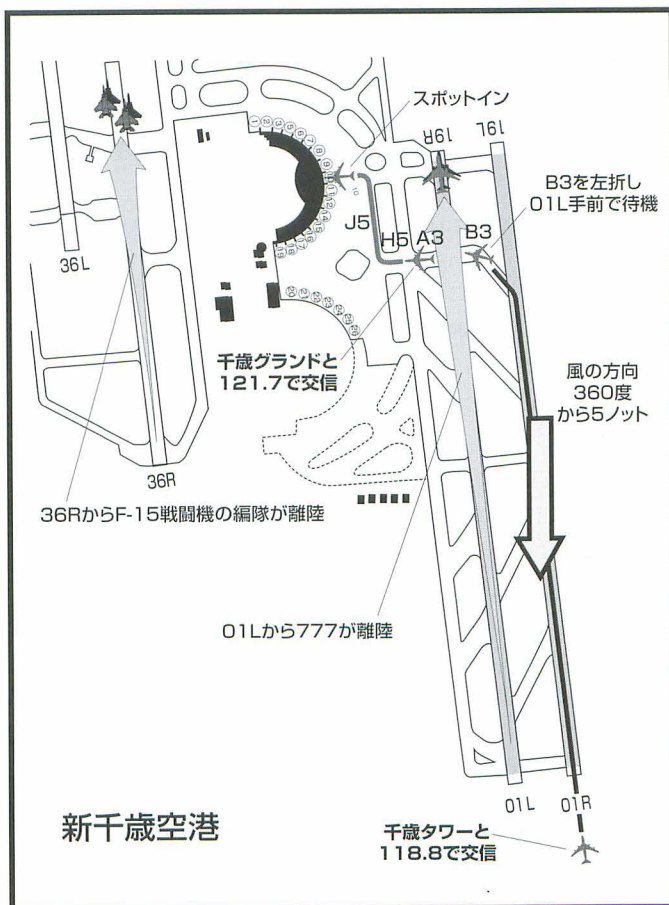 スポットイン
19R
19L
B3を左折し
01L手前で待機
J5
H5
A3
B3
36L
千歳グランドと
121.7で交信
風の方向
360度
から5ノット
36R
36RからF-15戦闘機の編隊が離陸
01Lから777が離陸
01L
01R
新千歳空港
千歳タワーと
118.8で交信